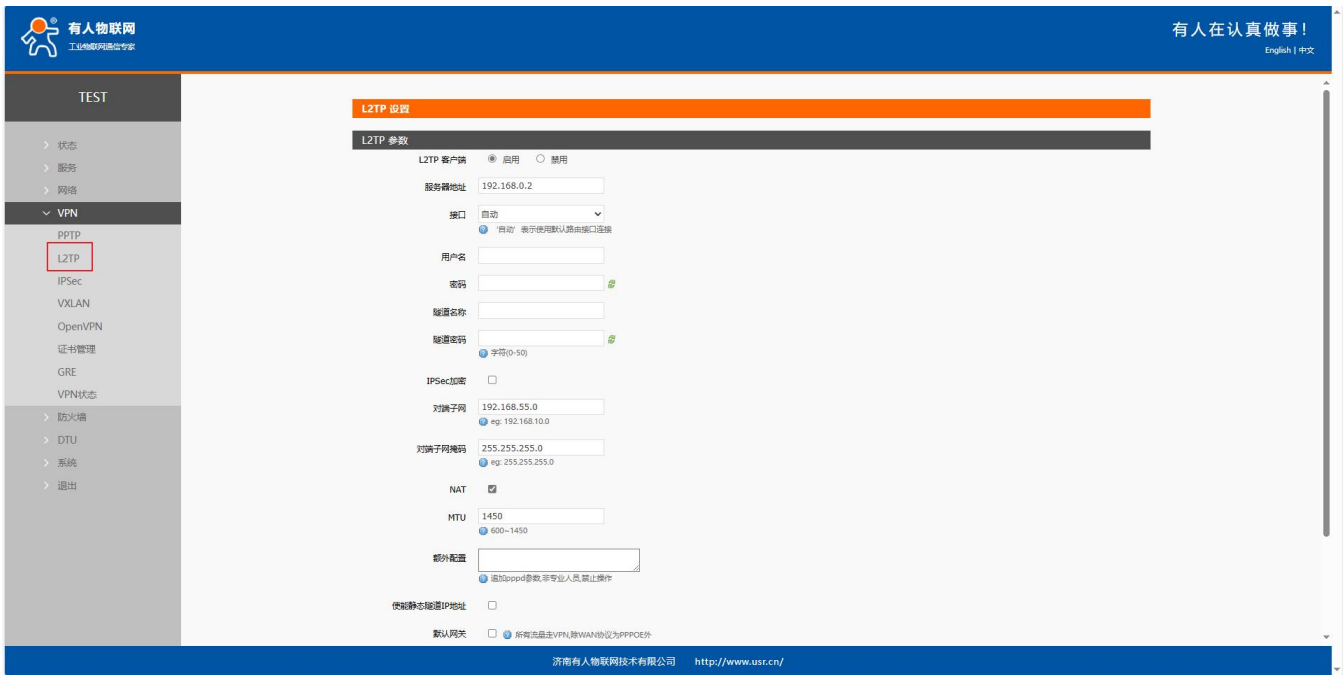 有人物联网
工业物联网通信专家
有人在认真做事！
English | 中文
TEST
状态
服务
网络
VPN
PPTP
L2TP
IPSec
VXLAN
OpenVPN
证书管理
GRE
VPN状态
防火墙
DTU
系统
退出
L2TP 设置
L2TP 参数
L2TP 客户端 启用 禁用
服务器地址 192.168.0.2
接口 自动
'自动' 表示使用默认路由接口连接
用户名
密码
隧道名称
隧道密码
字符(0-50)
IPSec加密
对端子网 192.168.55.0
eg: 192.168.10.0
对端子网掩码 255.255.255.0
eg: 255.255.255.0
NAT
MTU 1450
600~1450
额外配置
追加pppd参数,非专业人员,禁止操作
使能静态隧道IP地址
默认网关 所有流量走VPN,除WAN协议为PPPOE外
济南有人物联网技术有限公司 http://www.usr.cn/